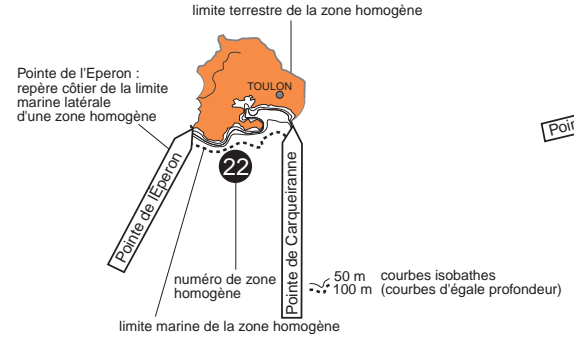 limite terrestre de la zone homogène
Pointe de l'Eperon :
repère côtier de la limite
marine latérale
d'une zone homogène
TOULON
22
Pointe de lEperon
Pointe de Carqueiranne
numéro de zone
homogène
limite marine de la zone homogène
50 m courbes isobathes
100 m (courbes d'égale profondeur)